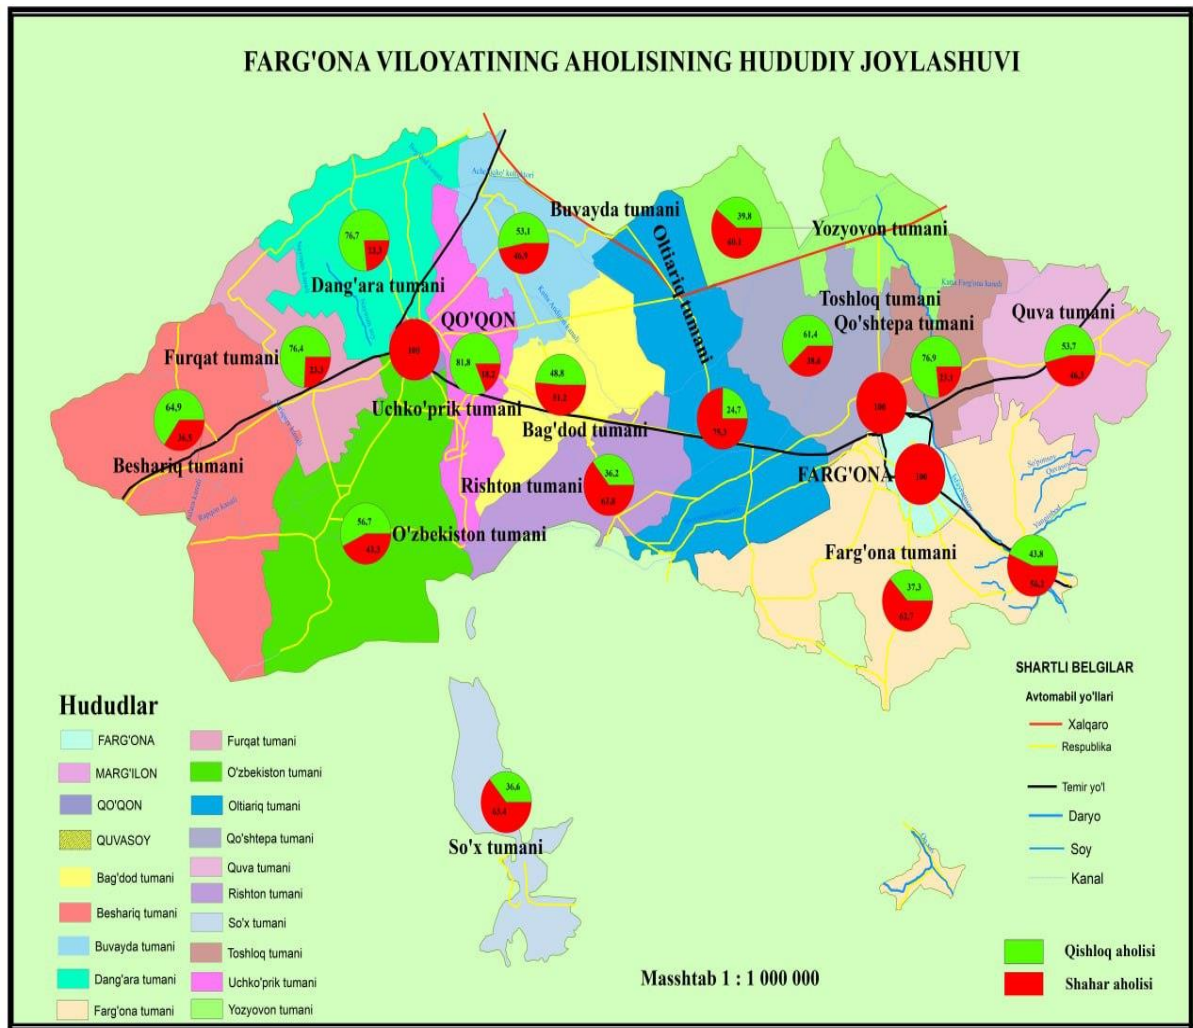 FARG'ONA VILOYATINING AHOLISINING HUDUDIY JOYLASHUVI
Buvayda tumani
Yozyovon tumani
Oltiariq tumani
Dang'ara tumani
QO'QON
Toshloq tumani
Qo'shtepa tumani
Quva tumani
Furqat tumani
Uchko'prik tumani
Bag'dod tumani
Beshariq tumani
Rishton tumani
FARG'ONA
O'zbekiston tumani
Farg'ona tumani
So'x tumani
39,8
60,2
53,1
46,9
76,7
61,4
38,6
76,9
23,1
53,7
46,3
76,4
100
81,8
18,2
48,8
51,2
24,7
75,3
100
64,9
36,2
63,8
100
56,7
43,3
43,8
56,2
37,3
62,7
36,6
63,4
Hududlar
FARG'ONA
MARG'ILON
QO'QON
QUVASOY
Bag'dod tumani
Beshariq tumani
Buvayda tumani
Dang'ara tumani
Farg'ona tumani
Furqat tumani
O'zbekiston tumani
Oltiariq tumani
Qo'shtepa tumani
Quva tumani
Rishton tumani
So'x tumani
Toshloq tumani
Uchko'prik tumani
Yozyovon tumani
Masshtab 1 : 1 000 000
SHARTLI BELGILAR
Avtomabil yo'llari
Xalqaro
Respublika
Temir yo'l
Daryo
Soy
Kanal
Qishloq aholisi
Shahar aholisi